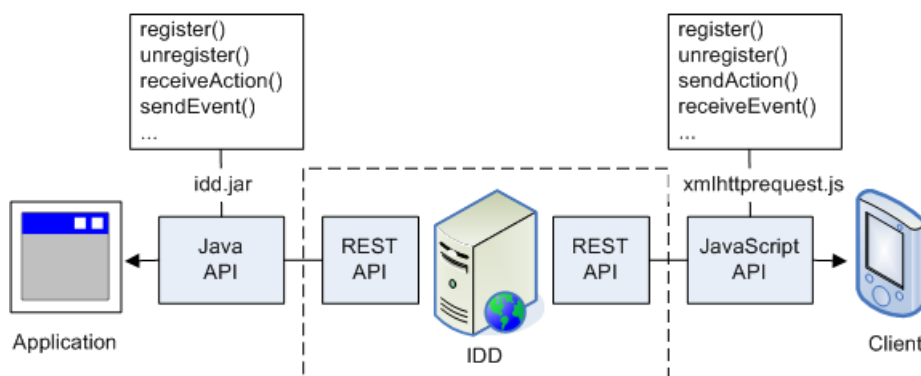 register()
unregister()
receiveAction()
sendEvent()
...
register()
unregister()
sendAction()
receiveEvent()
...
idd.jar
xmlhttprequest.js
Java
API
REST
API
REST
API
JavaScript
API
Application
IDD
Client